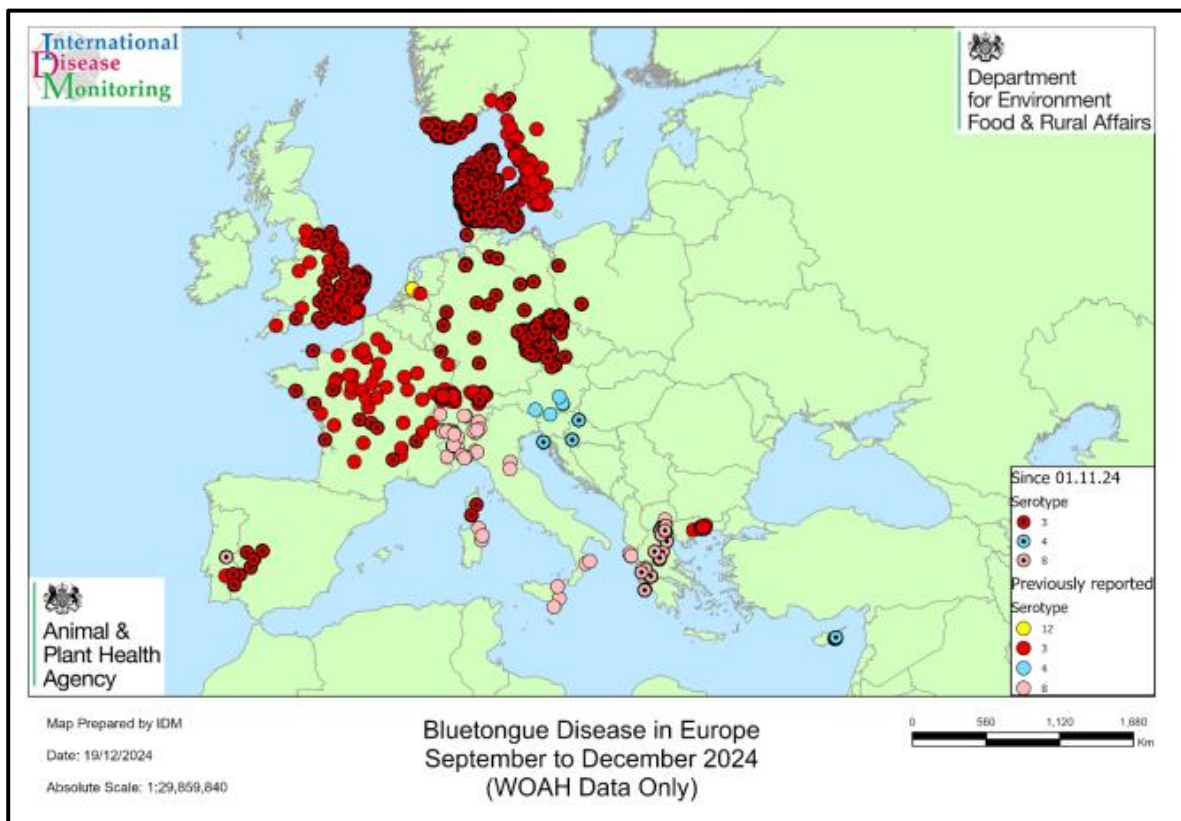 International
Disease
Monitoring
Department
for Environment
Food & Rural Affairs
Since 01.11.24
Serotype
3
4
8
Previously reported
Serotype
12
3
4
8
Animal &
Plant Health
Agency
Map Prepared by IDM
Date: 19/12/2024
Absolute Scale: 1:29,859,840
Bluetongue Disease in Europe
September to December 2024
(WOAH Data Only)
0 560 1,120 1,680
Km